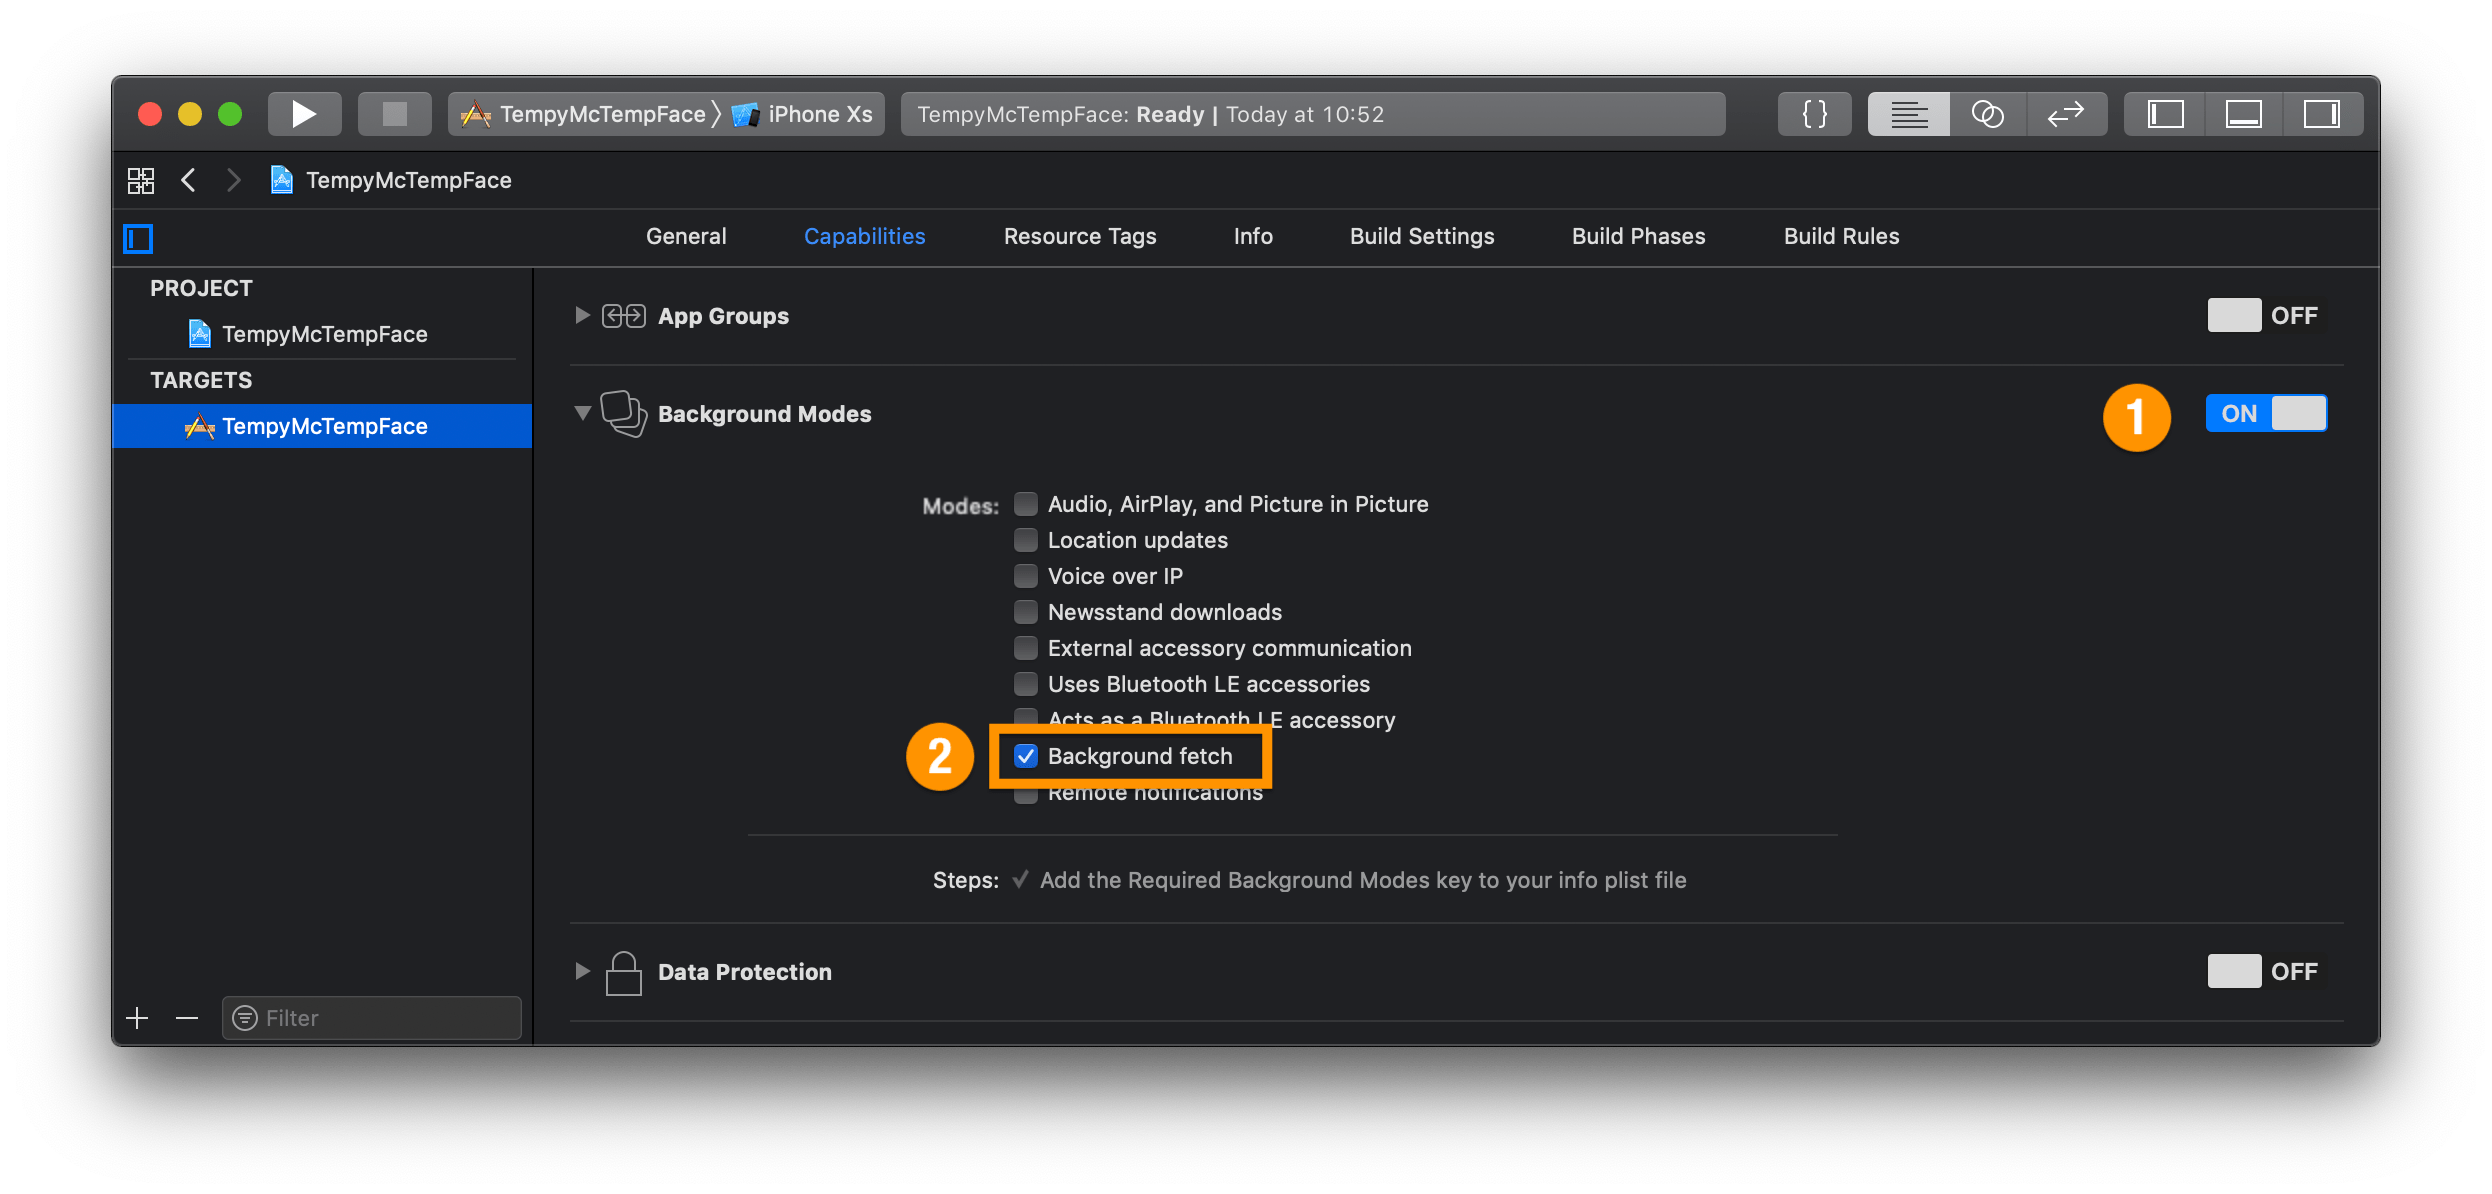 TempyMcTempFace iPhone Xs TempyMcTempFace: Ready | Today at 10:52 {}
TempyMcTempFace
General Capabilities Resource Tags Info Build Settings Build Phases Build Rules
PROJECT
TempyMcTempFace
TARGETS
TempyMcTempFace
App Groups OFF
Background Modes 1 ON
Modes: Audio, AirPlay, and Picture in Picture
Location updates
Voice over IP
Newsstand downloads
External accessory communication
Uses Bluetooth LE accessories
Acts as a Bluetooth LE accessory
2 Background fetch
Remote notifications
Steps: ✓ Add the Required Background Modes key to your info plist file
Data Protection OFF
Filter